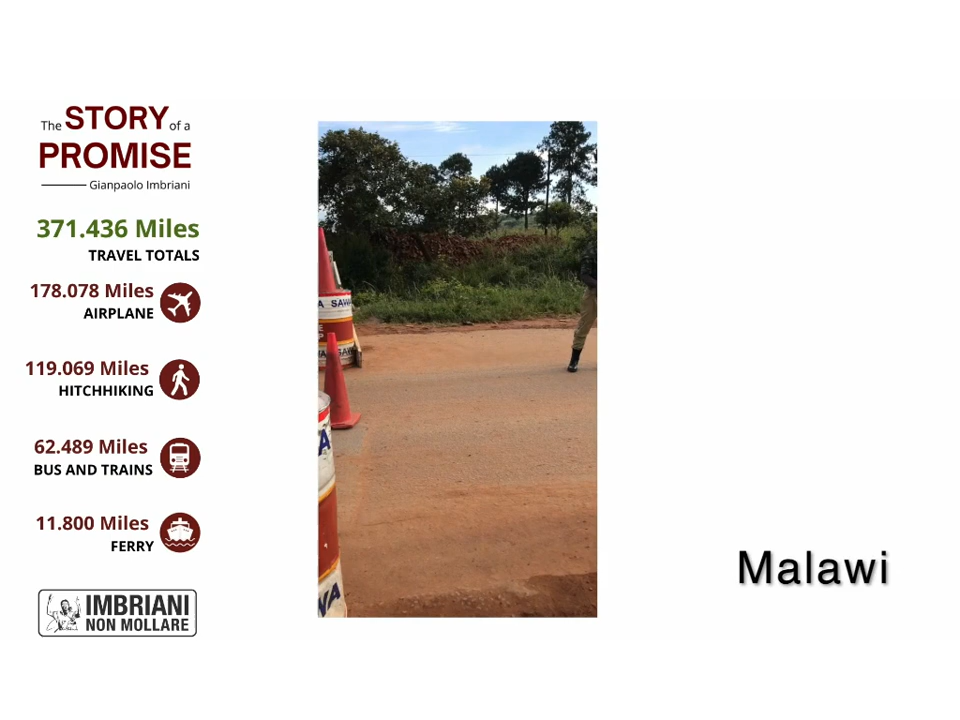 The STORY of a
PROMISE
Gianpaolo Imbriani
371.436 Miles
TRAVEL TOTALS
178.078 Miles
AIRPLANE
119.069 Miles
HITCHHIKING
62.489 Miles
BUS AND TRAINS
11.800 Miles
FERRY
IMBRIANI
NON MOLLARE
A SAWA
Malawi